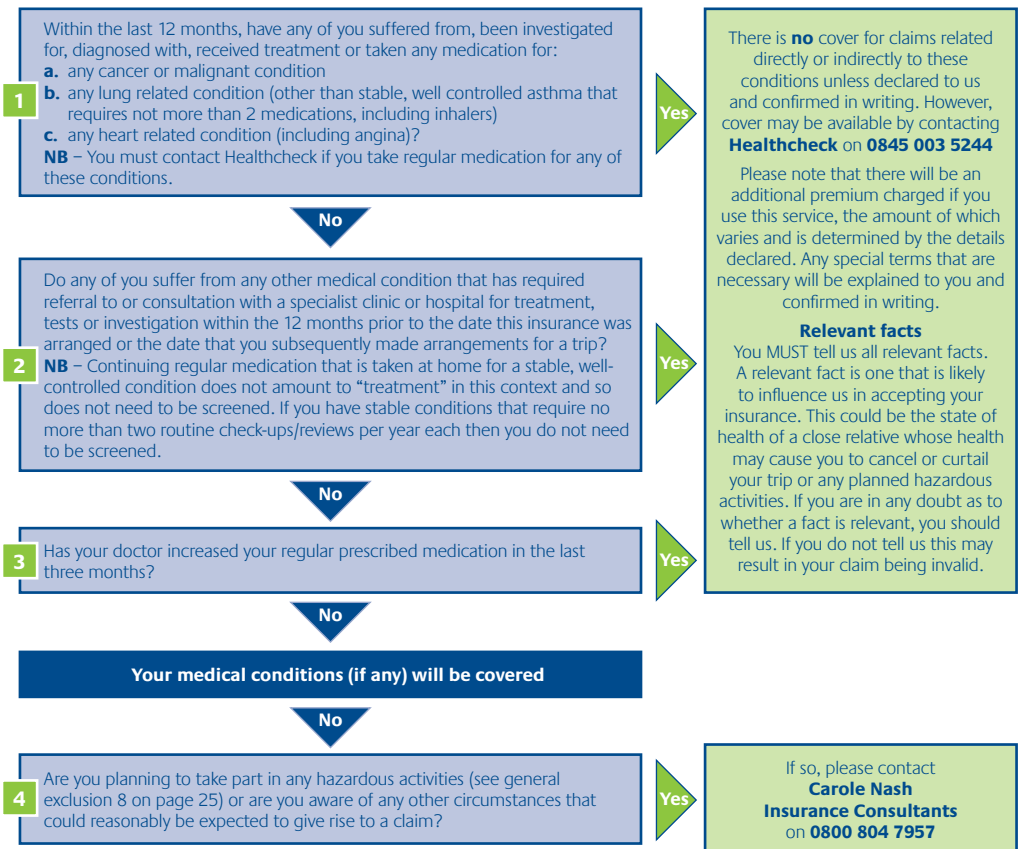 1
Within the last 12 months, have any of you suffered from, been investigated
for, diagnosed with, received treatment or taken any medication for:
a. any cancer or malignant condition
b. any lung related condition (other than stable, well controlled asthma that
requires not more than 2 medications, including inhalers)
c. any heart related condition (including angina)?
NB – You must contact Healthcheck if you take regular medication for any of
these conditions.
Yes
No
2
Do any of you suffer from any other medical condition that has required
referral to or consultation with a specialist clinic or hospital for treatment,
tests or investigation within the 12 months prior to the date this insurance was
arranged or the date that you subsequently made arrangements for a trip?
NB – Continuing regular medication that is taken at home for a stable, well-
controlled condition does not amount to “treatment” in this context and so
does not need to be screened. If you have stable conditions that require no
more than two routine check-ups/reviews per year each then you do not need
to be screened.
Yes
No
3
Has your doctor increased your regular prescribed medication in the last
three months?
Yes
No
There is no cover for claims related
directly or indirectly to these
conditions unless declared to us
and confirmed in writing. However,
cover may be available by contacting
Healthcheck on 0845 003 5244
Please note that there will be an
additional premium charged if you
use this service, the amount of which
varies and is determined by the details
declared. Any special terms that are
necessary will be explained to you and
confirmed in writing.
Relevant facts
You MUST tell us all relevant facts.
A relevant fact is one that is likely
to influence us in accepting your
insurance. This could be the state of
health of a close relative whose health
may cause you to cancel or curtail
your trip or any planned hazardous
activities. If you are in any doubt as to
whether a fact is relevant, you should
tell us. If you do not tell us this may
result in your claim being invalid.
Your medical conditions (if any) will be covered
No
4
Are you planning to take part in any hazardous activities (see general
exclusion 8 on page 25) or are you aware of any other circumstances that
could reasonably be expected to give rise to a claim?
Yes
If so, please contact
Carole Nash
Insurance Consultants
on 0800 804 7957